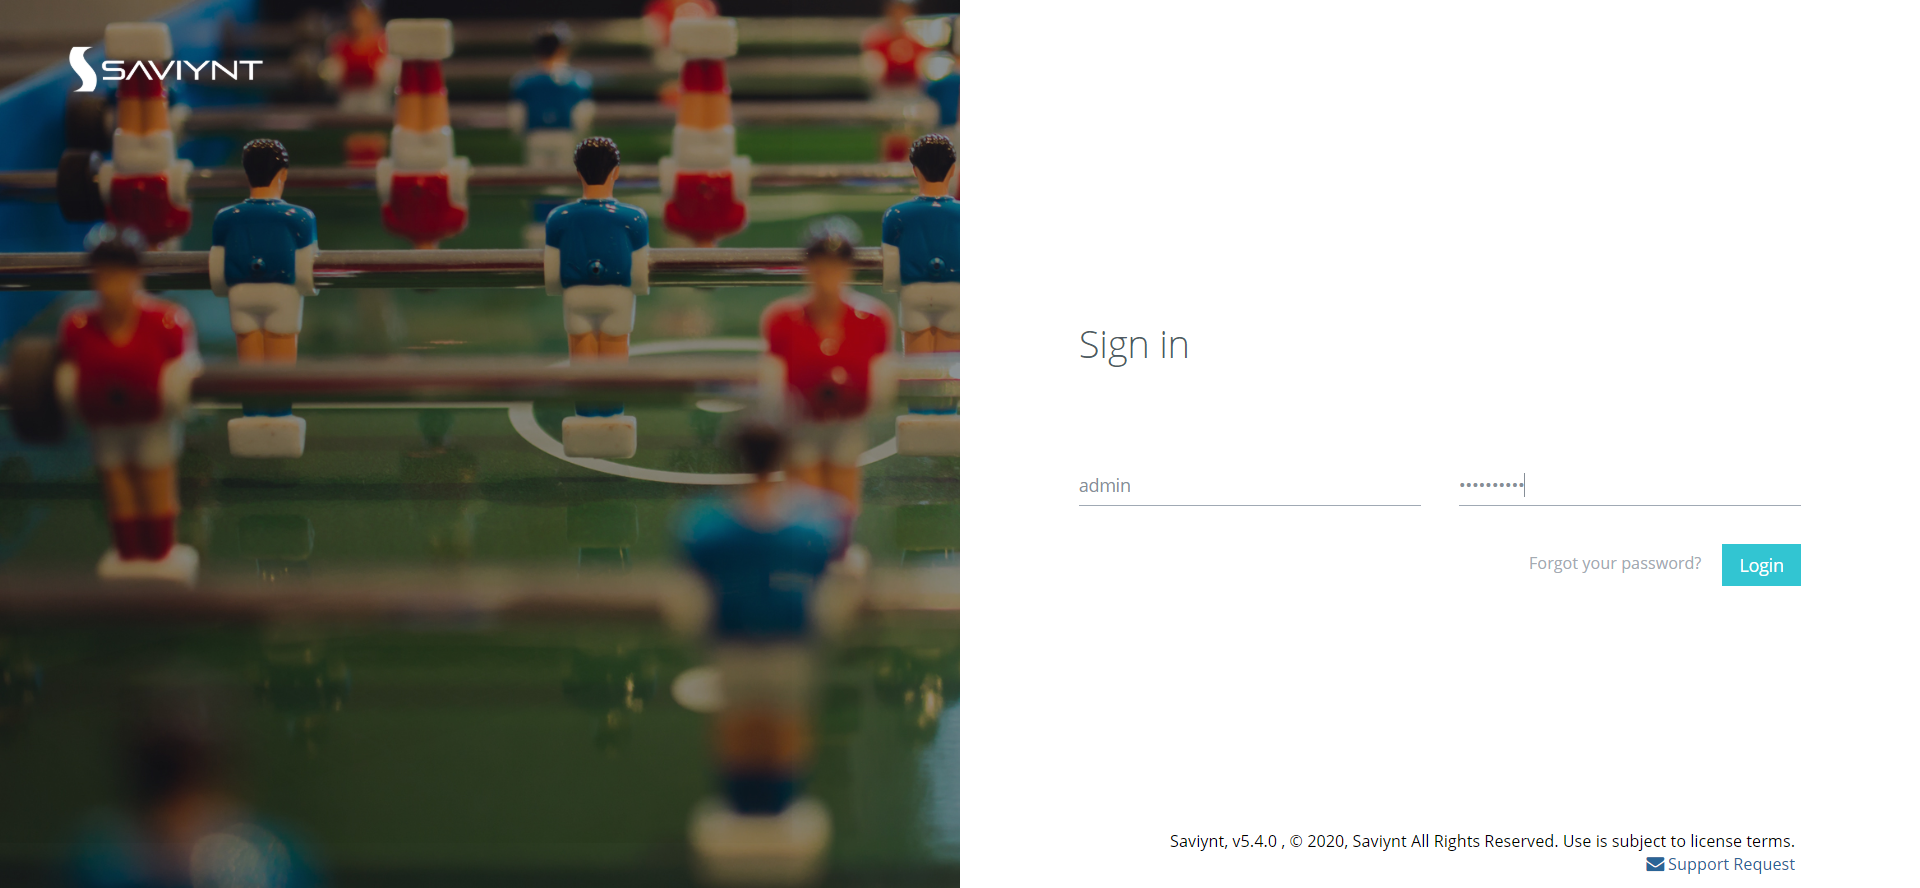 SAVIYNT
Sign in
admin
••••••••••
Forgot your password?
Login
Saviynt, v5.4.0 , © 2020, Saviynt All Rights Reserved. Use is subject to license terms.
Support Request